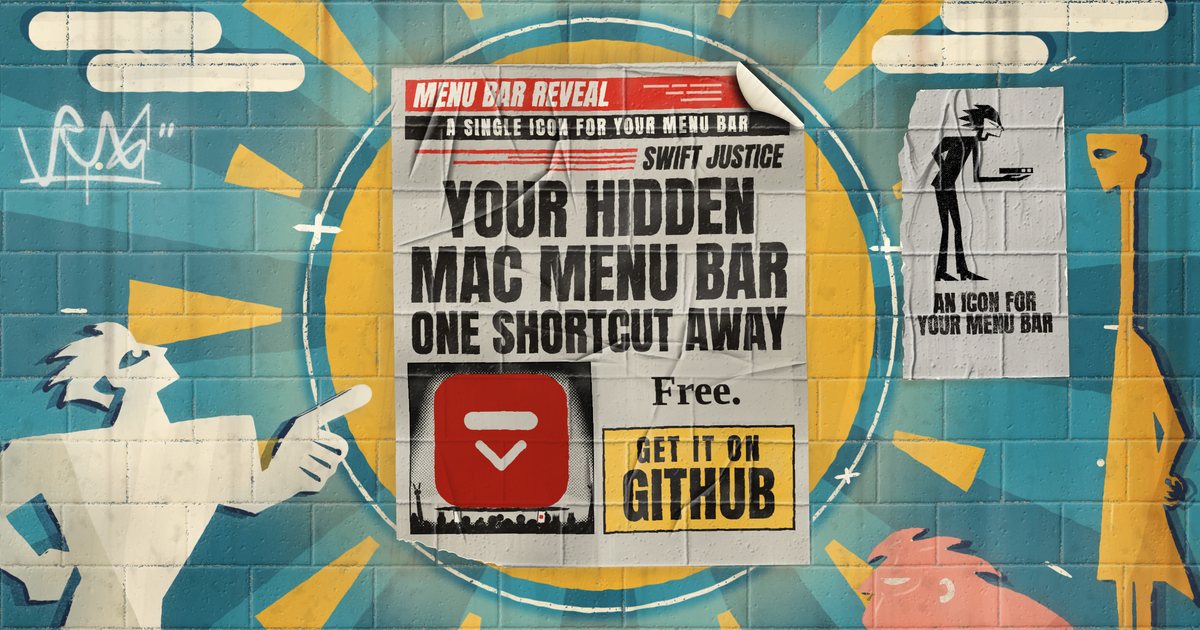 MENU BAR REVEAL
A SINGLE ICON FOR YOUR MENU BAR
SWIFT JUSTICE
YOUR HIDDEN
MAC MENU BAR
ONE SHORTCUT AWAY
Free.
GET IT ON
GITHUB
AN ICON FOR
YOUR MENU BAR